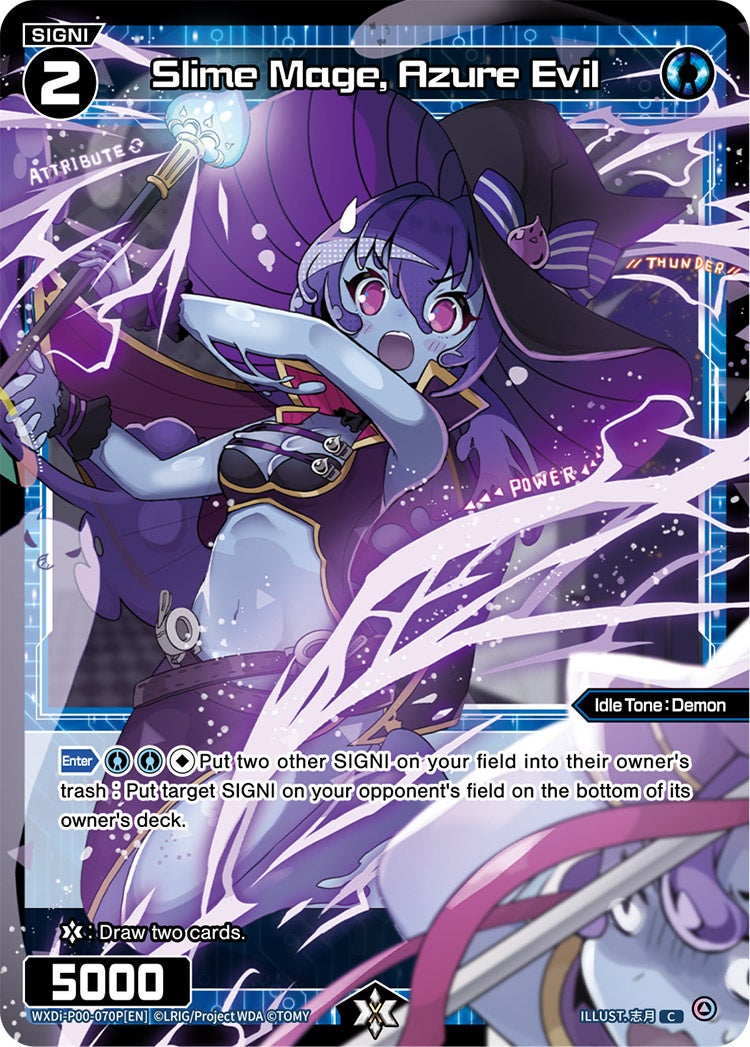 SIGNI
2
Slime Mage, Azure Evil
ATTRIBUTE
//THUNDER//
POWER
Idle Tone:Demon
Enter Put two other SIGNI on your field into their owner's
trash : Put target SIGNI on your opponent's field on the bottom of its
owner's deck.
: Draw two cards.
5000
WXDi-P00-070P[EN] ©LRIG/Project WDA ©TOMY
ILLUST. 志月 C